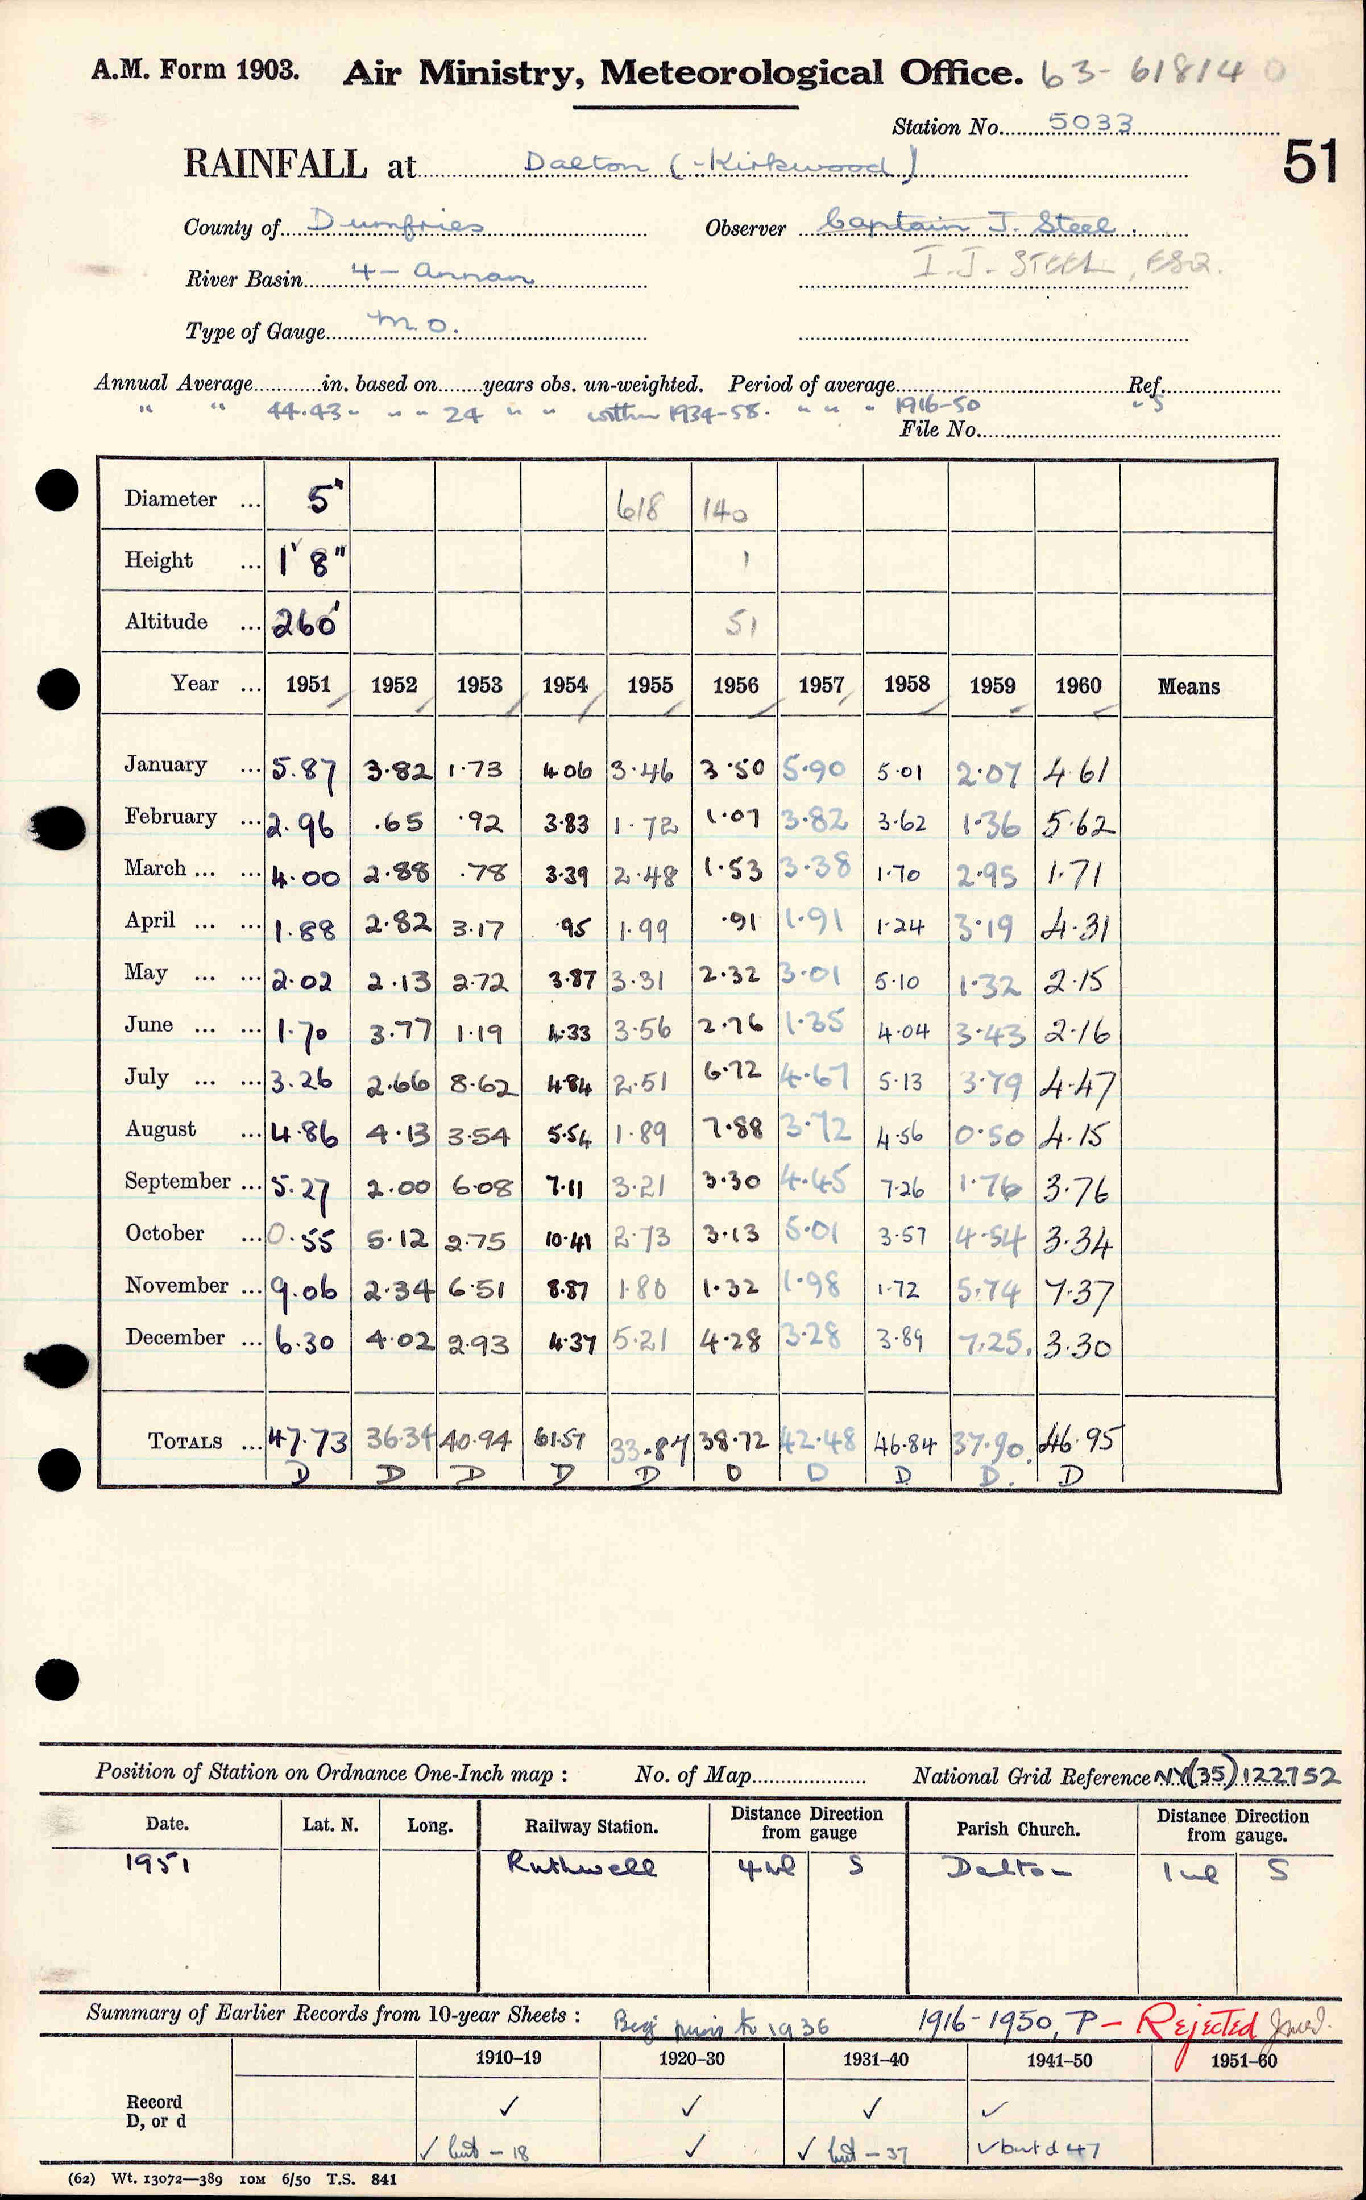 A.M. Form 1903. Air Ministry, Meteorological Office. 63- 618140
Station No. 5033
51
RAINFALL at Dalton (-Kirkwood)
County of Dumfries Observer Captain J. Steel.
I. J. STEEL, ESQ.
River Basin 4 - Annan
Type of Gauge M.O.
Annual Average in. based on years obs. un-weighted. Period of average Ref.
" " 44.43 " " " 24 " " within 1934-58. " " " 1916-50 " 5
File No.
Diameter ... 5" 618 140
Height ... 1' 8" 1
Altitude ... 260' 51
Year ... 1951 1952 1953 1954 1955 1956 1957 1958 1959 1960 Means
January ... 5.87 3.82 1.73 4.06 3.46 3.50 5.90 5.01 2.07 4.61
February ... 2.96 .65 .92 3.83 1.72 1.07 3.82 3.62 1.36 5.62
March ... ... 4.00 2.88 .78 3.39 2.48 1.53 3.38 1.70 2.95 1.71
April ... ... 1.88 2.82 3.17 .95 1.99 .91 1.91 1.24 3.19 4.31
May ... ... 2.02 2.13 2.72 3.87 3.31 2.32 3.01 5.10 1.32 2.15
June ... ... 1.70 3.77 1.19 4.33 3.56 2.76 1.35 4.04 3.43 2.16
July ... ... 3.26 2.66 8.62 4.84 2.51 6.72 4.67 5.13 3.79 4.47
August ... 4.86 4.13 3.54 5.54 1.89 7.88 3.72 4.56 0.50 4.15
September ... 5.27 2.00 6.08 7.11 3.21 3.30 4.45 7.26 1.76 3.76
October ... 0.55 5.12 2.75 10.41 2.73 3.13 5.01 3.57 4.54 3.34
November ... 9.06 2.34 6.51 8.87 1.80 1.32 1.98 1.72 5.74 7.37
December ... 6.30 4.02 2.93 4.37 5.21 4.28 3.28 3.89 7.25. 3.30
TOTALS ... 47.73 36.34 40.94 61.57 33.87 38.72 42.48 46.84 37.90. 46.95
D D D D D D D D D. D
Position of Station on Ordnance One-Inch map : No. of Map National Grid Reference NY(35)122752
Date. Lat. N. Long. Railway Station. Distance Direction from gauge Parish Church. Distance Direction from gauge.
1951 Ruthwell 4 ml S Dalton 1 ml S
Summary of Earlier Records from 10-year Sheets : Beg. prior to 1936 1916-1950, P - REJECTED
1910–19 1920–30 1931–40 1941–50 1951–60
Record ✓ ✓ ✓ ✓
D, or d
✓ but - 18 ✓ ✓ but - 37 ✓ but d 47
(62) Wt. 13072—389 10M 6/50 T.S. 841